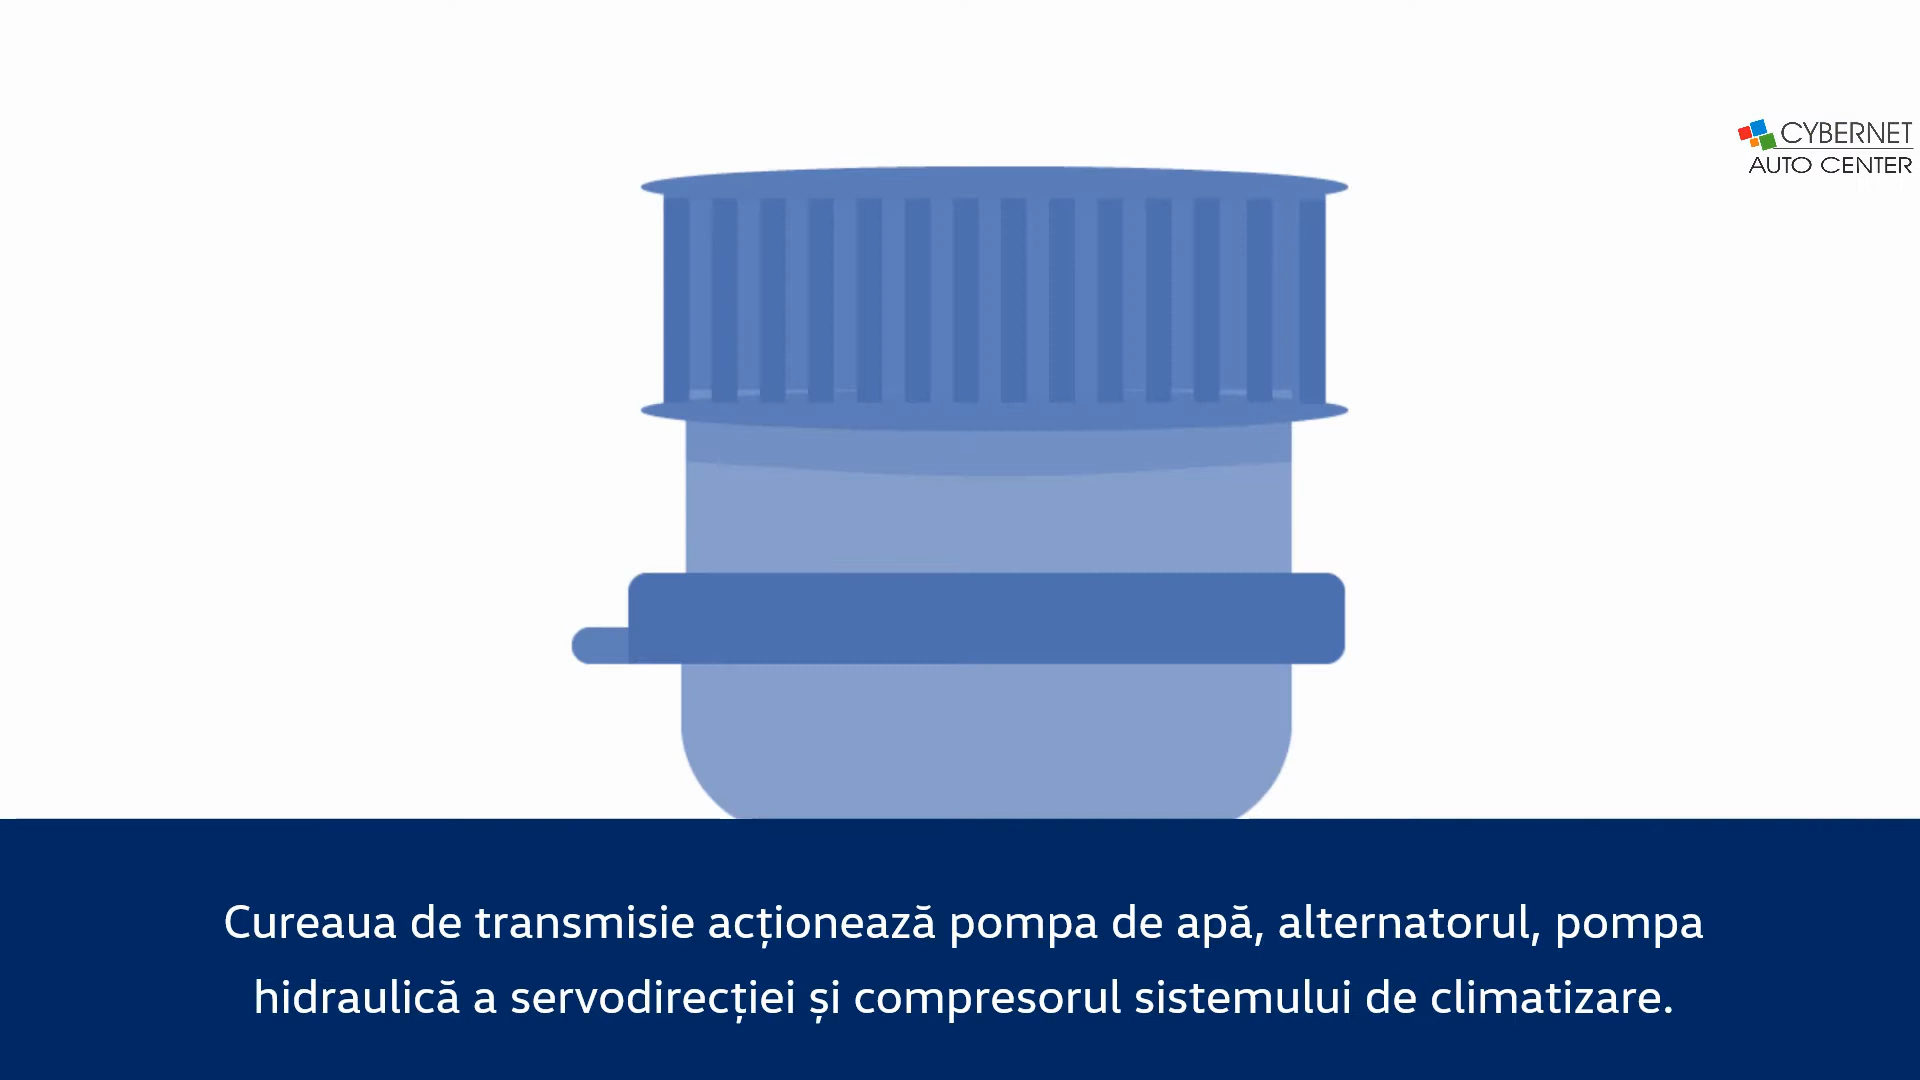 CYBERNET
AUTO CENTER
Cureaua de transmisie acționează pompa de apă, alternatorul, pompa
hidraulică a servodirecției și compresorul sistemului de climatizare.